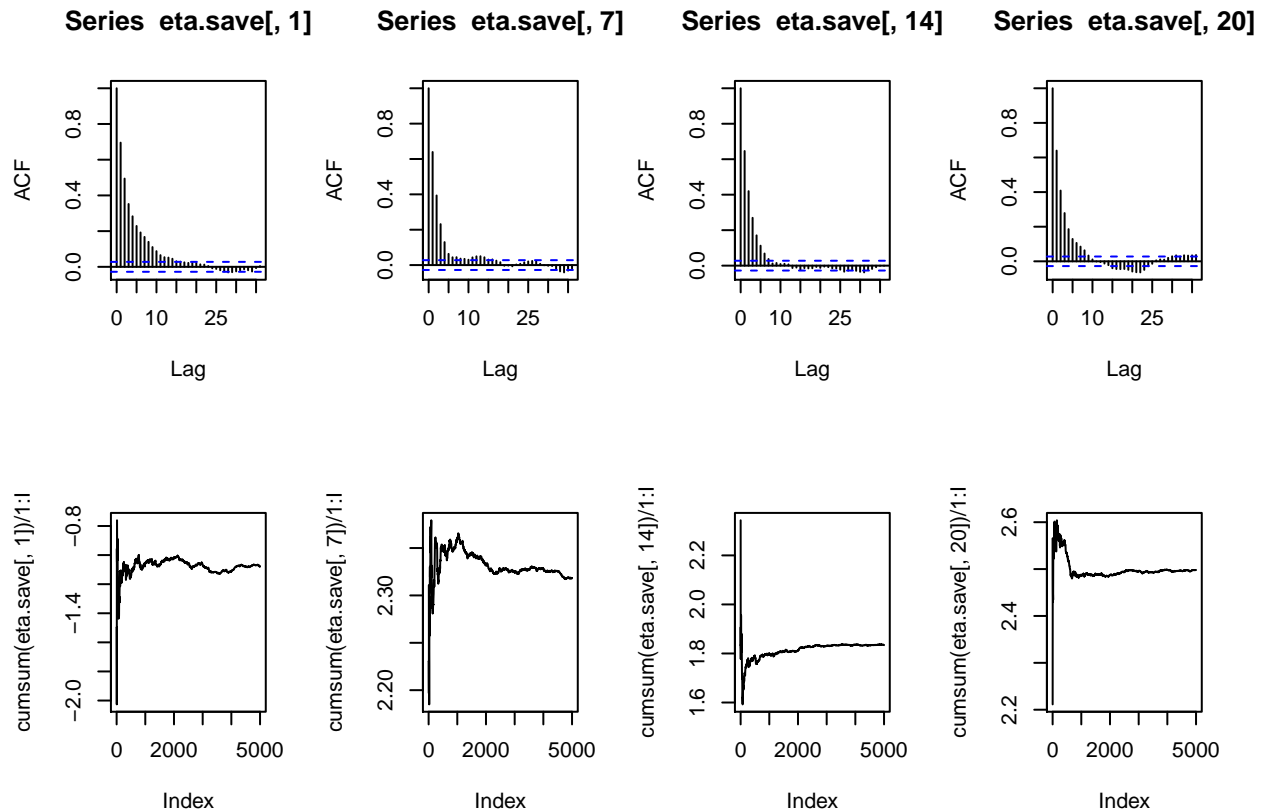 Series eta.save[, 1]
ACF
0.0 0.4 0.8
0 10 25
Lag
Series eta.save[, 7]
ACF
0.0 0.4 0.8
0 10 25
Lag
Series eta.save[, 14]
ACF
0.0 0.4 0.8
0 10 25
Lag
Series eta.save[, 20]
ACF
0.0 0.4 0.8
0 10 25
Lag
cumsum(eta.save[, 1])/1:I
−2.0 −1.4 −0.8
0 2000 5000
Index
cumsum(eta.save[, 7])/1:I
2.20 2.30
0 2000 5000
Index
cumsum(eta.save[, 14])/1:I
1.6 1.8 2.0 2.2
0 2000 5000
Index
cumsum(eta.save[, 20])/1:I
2.2 2.4 2.6
0 2000 5000
Index